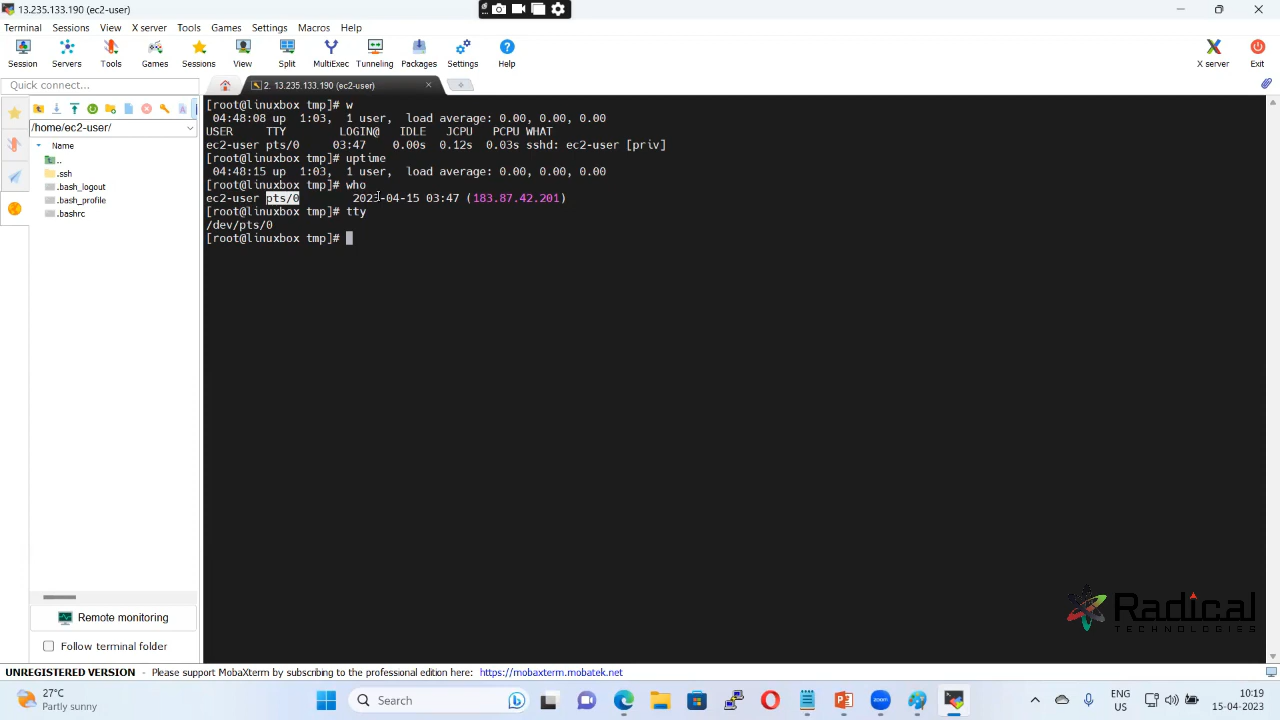 13.235.133.190 (ec2-user)
Terminal Sessions View X server Tools Games Settings Macros Help
Session Servers Tools Games Sessions View Split MultiExec Tunneling Packages Settings Help X server Exit
Quick connect...
2. 13.235.133.190 (ec2-user)
/home/ec2-user/
Name
..
.ssh
.bash_logout
.bash_profile
.bashrc
[root@linuxbox tmp]# w
04:48:08 up 1:03, 1 user, load average: 0.00, 0.00, 0.00
USER TTY LOGIN@ IDLE JCPU PCPU WHAT
ec2-user pts/0 03:47 0.00s 0.12s 0.03s sshd: ec2-user [priv]
[root@linuxbox tmp]# uptime
04:48:15 up 1:03, 1 user, load average: 0.00, 0.00, 0.00
[root@linuxbox tmp]# who
ec2-user pts/0 2023-04-15 03:47 (183.87.42.201)
[root@linuxbox tmp]# tty
/dev/pts/0
[root@linuxbox tmp]#
Remote monitoring
Follow terminal folder
Radical
TECHNOLOGIES
UNREGISTERED VERSION - Please support MobaXterm by subscribing to the professional edition here: https://mobaxterm.mobatek.net
27°C
Partly sunny
Search
ENG
US
10:19
15-04-2023